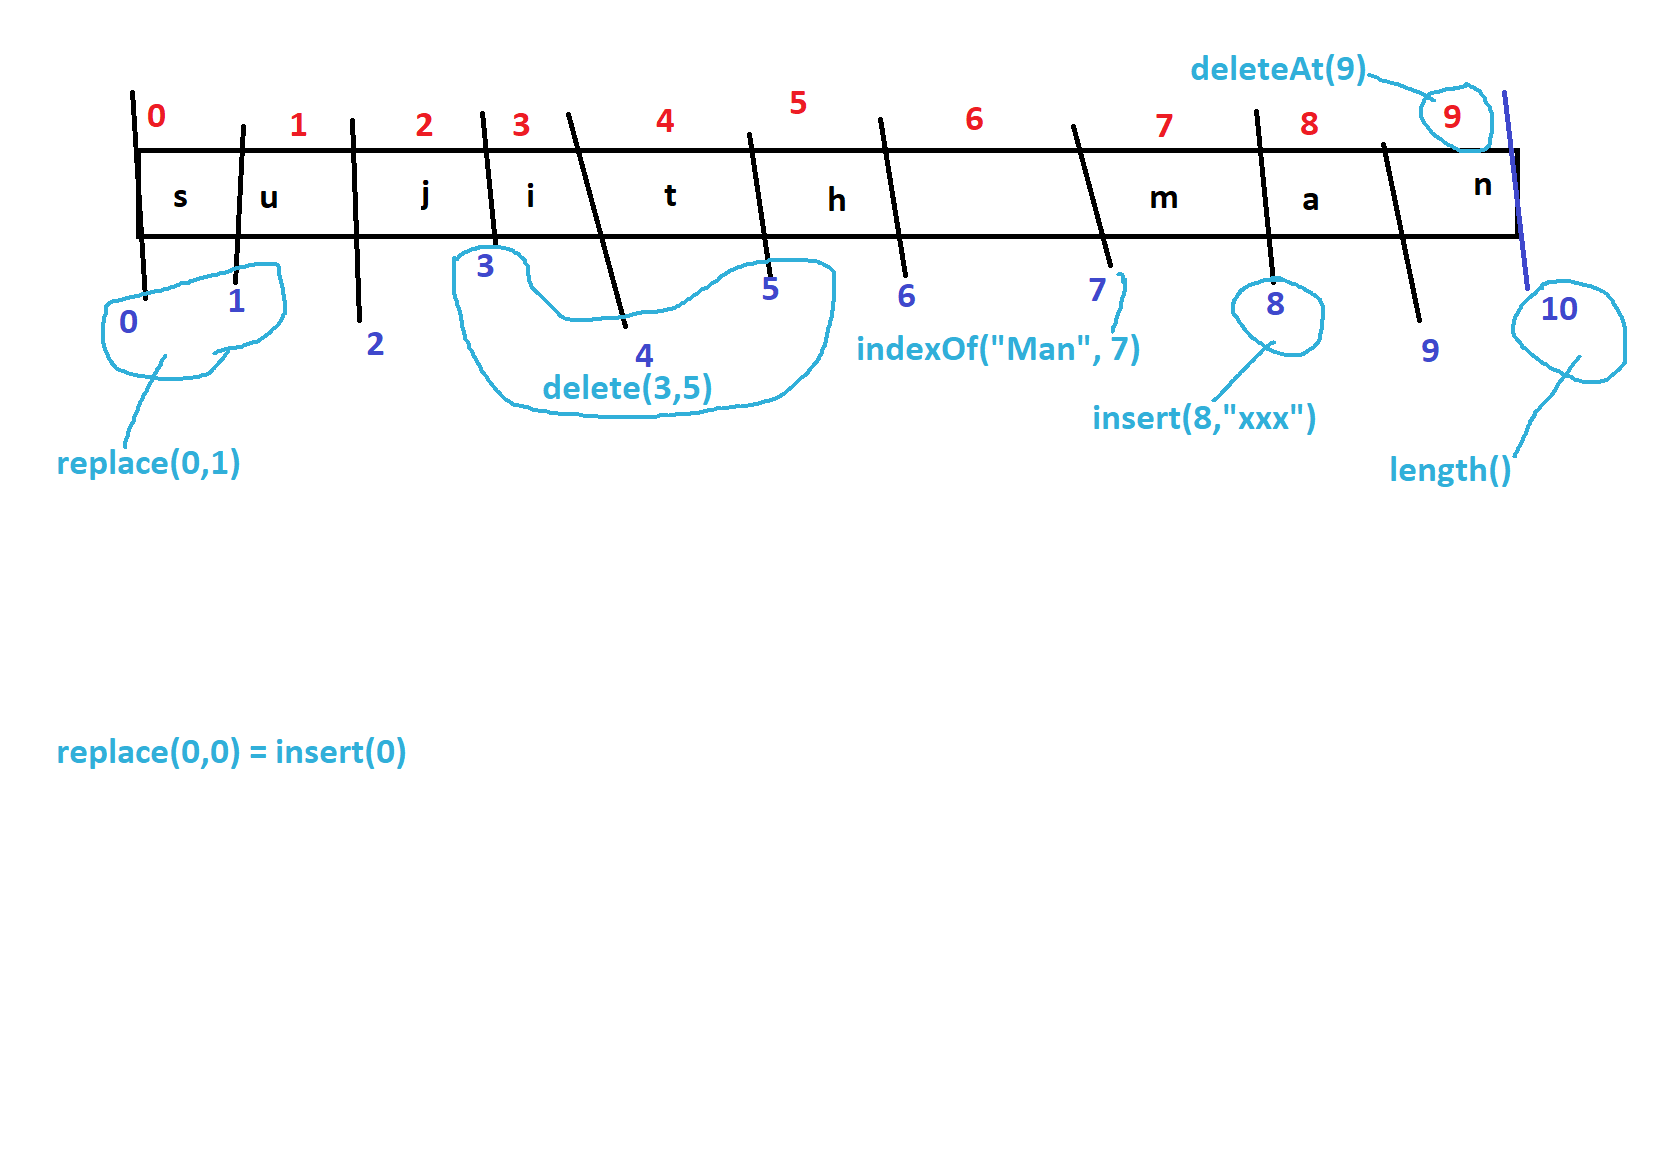 deleteAt(9)
0 1 2 3 4 5 6 7 8 9
s u j i t h m a n
0 1 2 3 4 5 6 7 8 9 10
delete(3,5)
indexOf("Man", 7)
insert(8,"xxx")
replace(0,1)
length()
replace(0,0) = insert(0)